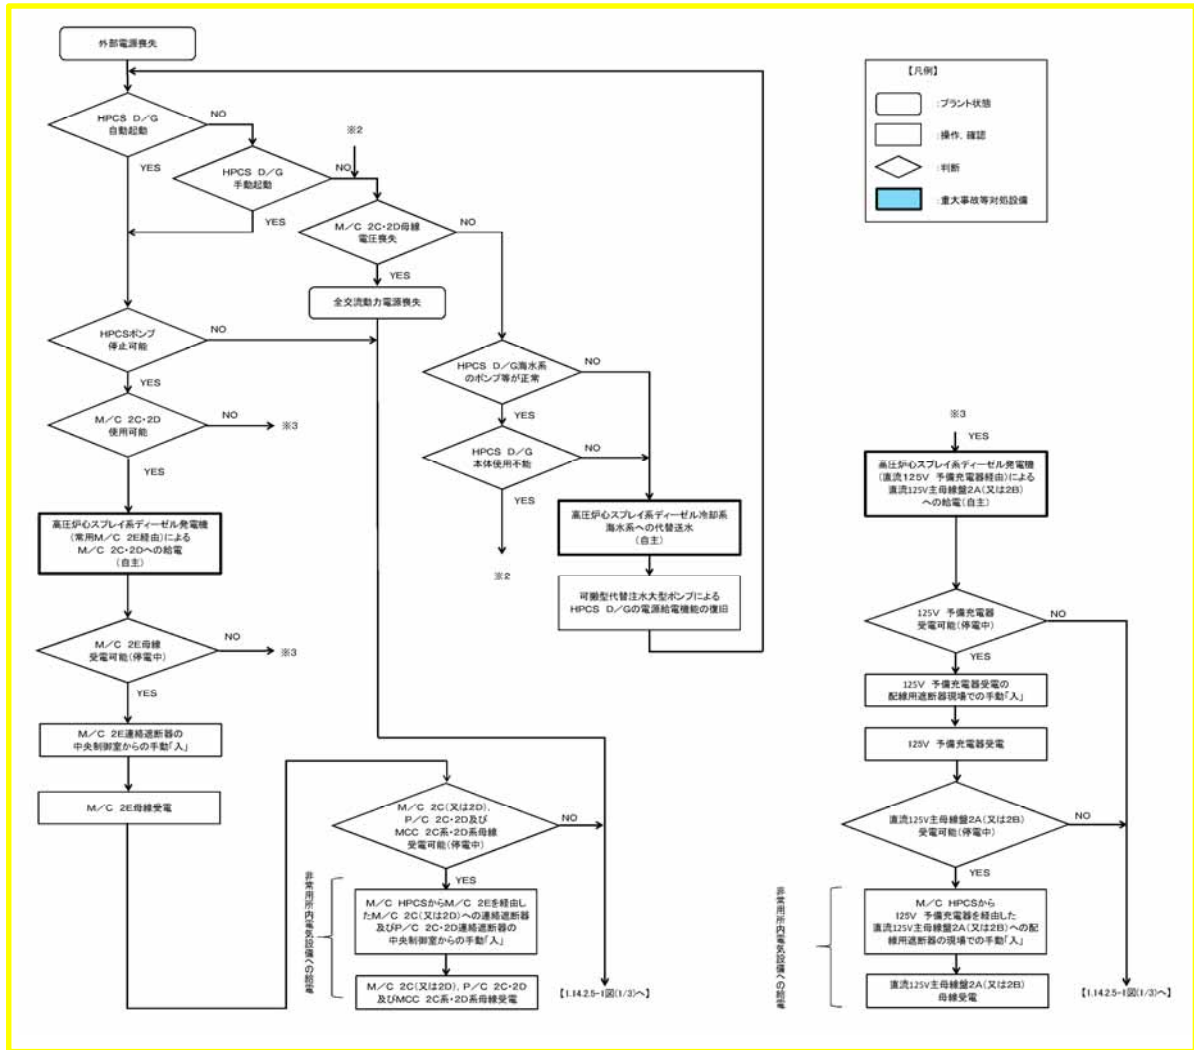 外部電源喪失
HPCS D／G
自動起動
NO
YES
※2
HPCS D／G
手動起動
NO
YES
M／C 2C・2D母線
電圧喪失
NO
YES
全交流動力電源喪失
HPCSポンプ
停止可能
NO
YES
M／C 2C・2D
使用可能
NO
※3
YES
高圧炉心スプレイ系ディーゼル発電機
(常用M／C 2E経由)による
M／C 2C・2Dへの給電
(自主)
M／C 2E母線
受電可能(停電中)
NO
※3
YES
M／C 2E連絡遮断器の
中央制御室からの手動「入」
M／C 2E母線受電
HPCS D／G海水系
のポンプ等が正常
NO
YES
HPCS D／G
本体使用不能
NO
YES
※2
高圧炉心スプレイ系ディーゼル冷却系
海水系への代替送水
(自主)
可搬型代替注水大型ポンプによる
HPCS D／Gの電源給電機能の復旧
M／C 2C(又は2D),
P／C 2C・2D及び
MCC 2C系・2D系母線
受電可能(停電中)
NO
YES
非常用所内電気設備への給電
M／C HPCSからM／C 2Eを経由し
たM／C 2C(又は2D)への連絡遮断器
及びP／C 2C・2D連絡遮断器の
中央制御室からの手動「入」
M／C 2C(又は2D), P／C 2C・2D
及びMCC 2C系・2D系母線受電
【1.14.2.5-1図(1/3)へ】
【凡例】
:プラント状態
:操作, 確認
:判断
:重大事故等対処設備
※3
YES
高圧炉心スプレイ系ディーゼル発電機
(直流125V 予備充電器経由)による
直流125V主母線盤2A(又は2B)
への給電(自主)
125V 予備充電器
受電可能(停電中)
NO
YES
125V 予備充電器受電の
配線用遮断器現場での手動「入」
125V 予備充電器受電
直流125V主母線盤2A(又は2B)
受電可能(停電中)
NO
YES
非常用所内電気設備への給電
M／C HPCSから
125V 予備充電器を経由した
直流125V主母線盤2A(又は2B)への配
線用遮断器の現場での手動「入」
直流125V主母線盤2A(又は2B)
母線受電
【1.14.2.5-1図(1/3)へ】